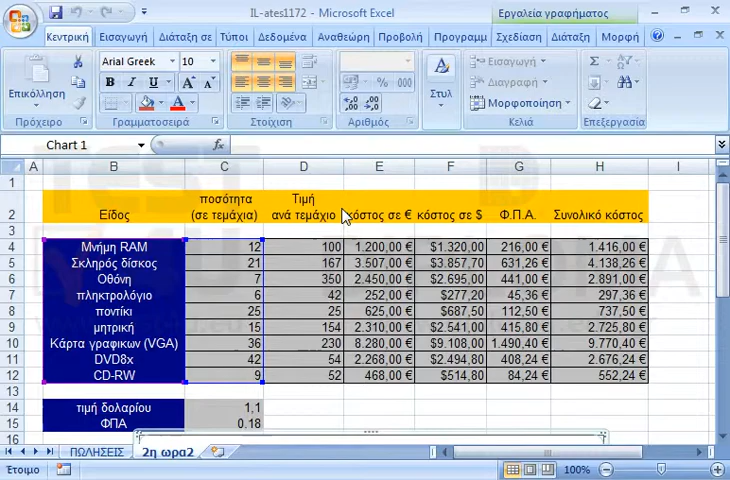 IL-ates1172 - Microsoft Excel
Εργαλεία γραφήματος
Κεντρική
Εισαγωγή
Διάταξη σε
Τύποι
Δεδομένα
Αναθεώρη
Προβολή
Προγραμμ
Σχεδίαση
Διάταξη
Μορφή
Επικόλληση
Arial Greek
10
B I U
Στυλ
Εισαγωγή
Διαγραφή
Μορφοποίηση
Πρόχειρο
Γραμματοσειρά
Στοίχιση
Αριθμός
Κελιά
Επεξεργασία
Chart 1
A B C D E F G H I
1
2 Είδος ποσότητα (σε τεμάχια) Τιμή ανά τεμάχιο κόστος σε € κόστος σε $ Φ.Π.Α. Συνολικό κόστος
3
4 Μνήμη RAM 12 100 1.200,00 € $1.320,00 216,00 € 1.416,00 €
5 Σκληρός δίσκος 21 167 3.507,00 € $3.857,70 631,26 € 4.138,26 €
6 Οθόνη 7 350 2.450,00 € $2.695,00 441,00 € 2.891,00 €
7 πληκτρολόγιο 6 42 252,00 € $277,20 45,36 € 297,36 €
8 ποντίκι 25 25 625,00 € $687,50 112,50 € 737,50 €
9 μητρική 15 154 2.310,00 € $2.541,00 415,80 € 2.725,80 €
10 Κάρτα γραφικων (VGA) 36 230 8.280,00 € $9.108,00 1.490,40 € 9.770,40 €
11 DVD8x 42 54 2.268,00 € $2.494,80 408,24 € 2.676,24 €
12 CD-RW 9 52 468,00 € $514,80 84,24 € 552,24 €
13
14 τιμή δολαρίου 1,1
15 ΦΠΑ 0,18
16
ΠΩΛΗΣΕΙΣ
2η ωρα2
Έτοιμο
100%